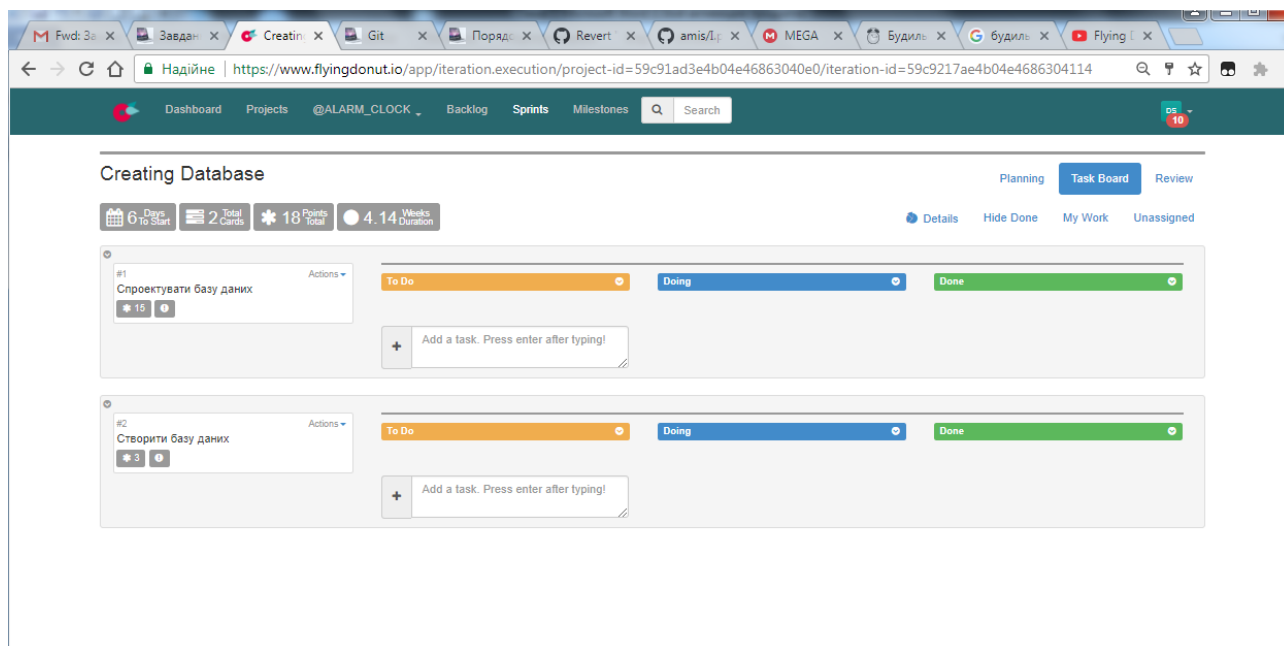 Fwd: За
Завдан
Creatin
Git
Поряд
Revert
amis/Lp
MEGA
Будиль
будиль
Flying D
Надійне | https://www.flyingdonut.io/app/iteration.execution/project-id=59c91ad3e4b04e46863040e0/iteration-id=59c9217ae4b04e4686304114
Dashboard Projects @ALARM_CLOCK Backlog Sprints Milestones Search DS 10
Creating Database
Planning Task Board Review
6 Days To Start 2 Total Cards 18 Points Total 4.14 Weeks Duration
Details Hide Done My Work Unassigned
#1 Actions
Спроектувати базу даних
15
To Do Doing Done
+ Add a task. Press enter after typing!
#2 Actions
Створити базу даних
3
To Do Doing Done
+ Add a task. Press enter after typing!